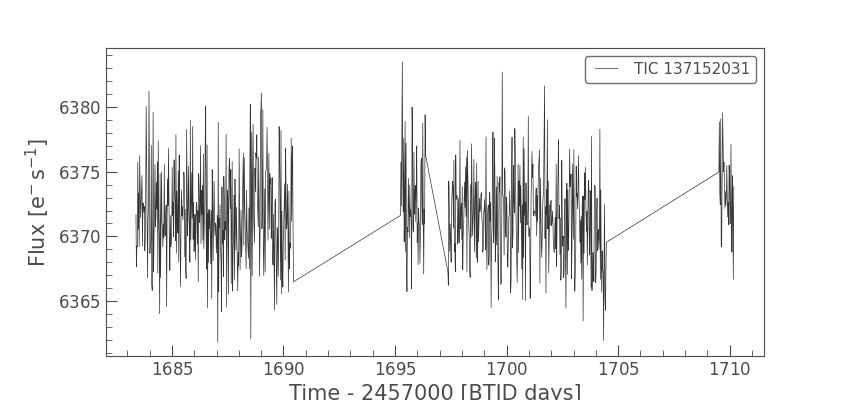 TIC 137152031
6380
6375
6370
6365
Flux [e⁻ s⁻¹]
1685 1690 1695 1700 1705 1710
Time - 2457000 [BTJD days]